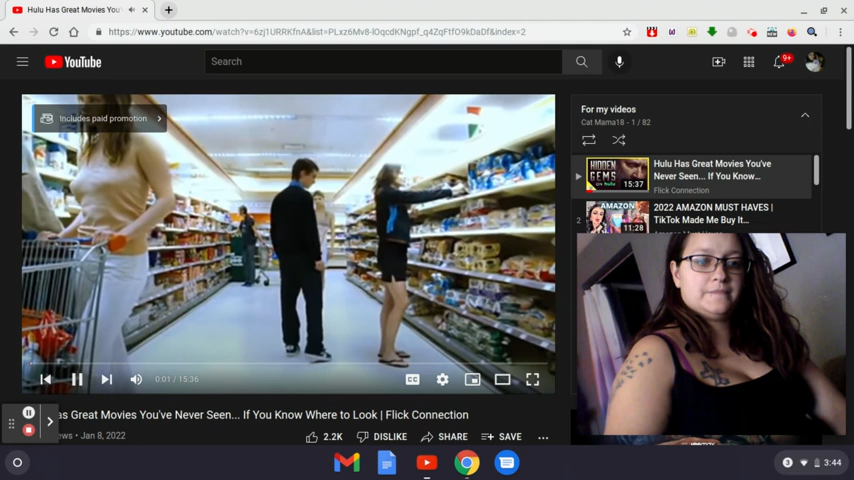 Hulu Has Great Movies You'
https://www.youtube.com/watch?v=6zj1URRKfnA&list=PLxz6Mv8-lOqcdKNgpf_q4ZqFtfO9kDaDf&index=2
YouTube
Search
9+
Includes paid promotion
0:01 / 15:36
as Great Movies You've Never Seen... If You Know Where to Look | Flick Connection
ews • Jan 8, 2022
2.2K
DISLIKE
SHARE
SAVE
For my videos
Cat Mama18 - 1 / 82
HIDDEN
GEMS
ON hulu
15:37
Hulu Has Great Movies You've
Never Seen... If You Know...
Flick Connection
2
11:28
2022 AMAZON MUST HAVES |
TikTok Made Me Buy It...
3
3:44